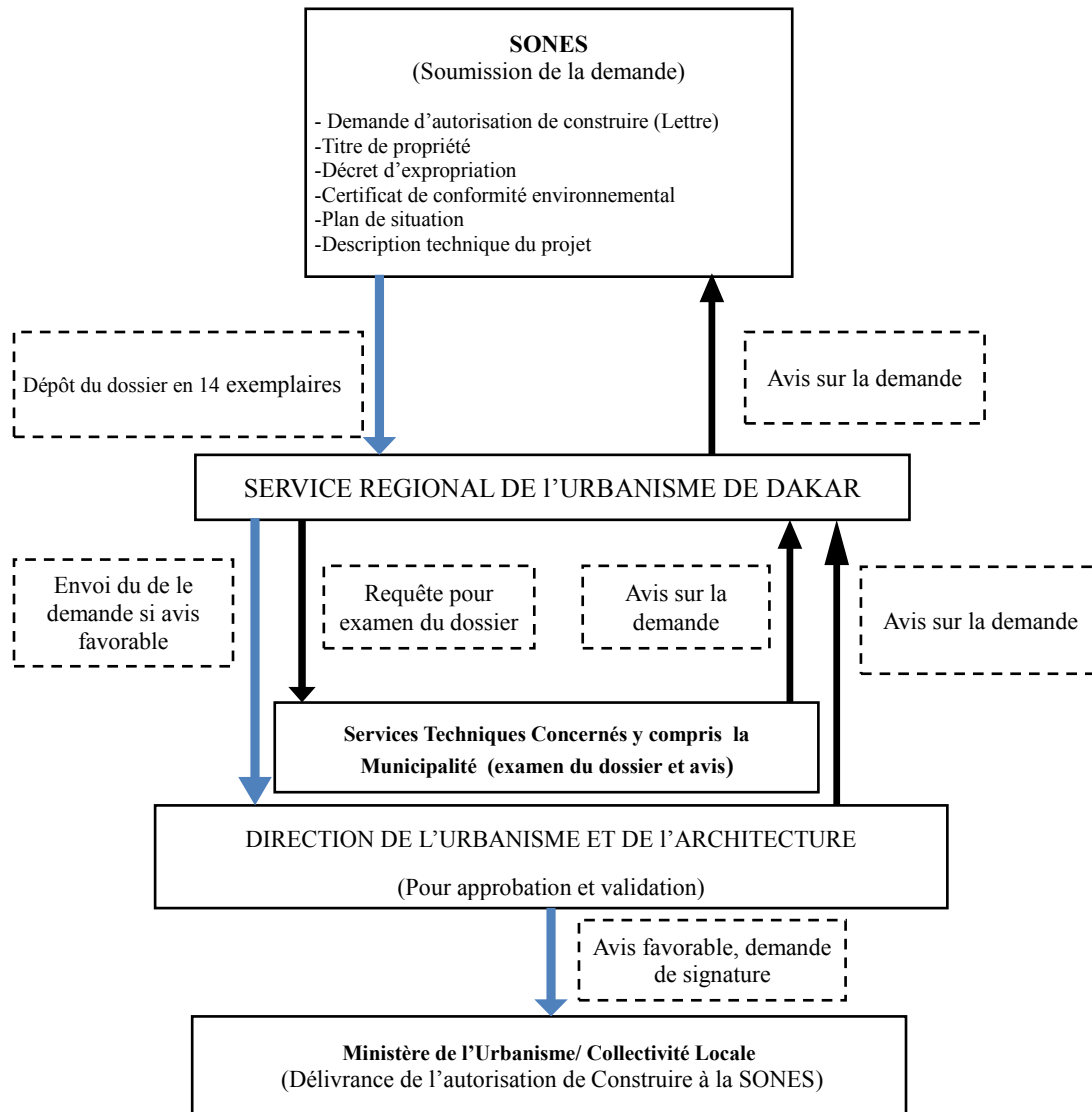 SONES
(Soumission de la demande)
- Demande d’autorisation de construire (Lettre)
-Titre de propriété
-Décret d’expropriation
-Certificat de conformité environnemental
-Plan de situation
-Description technique du projet
Dépôt du dossier en 14 exemplaires
Avis sur la demande
SERVICE REGIONAL DE l’URBANISME DE DAKAR
Envoi du de le
demande si avis
favorable
Requête pour
examen du dossier
Avis sur la
demande
Avis sur la demande
Services Techniques Concernés y compris la
Municipalité (examen du dossier et avis)
DIRECTION DE L’URBANISME ET DE l’ARCHITECTURE
(Pour approbation et validation)
Avis favorable, demande
de signature
Ministère de l’Urbanisme/ Collectivité Locale
(Délivrance de l’autorisation de Construire à la SONES)